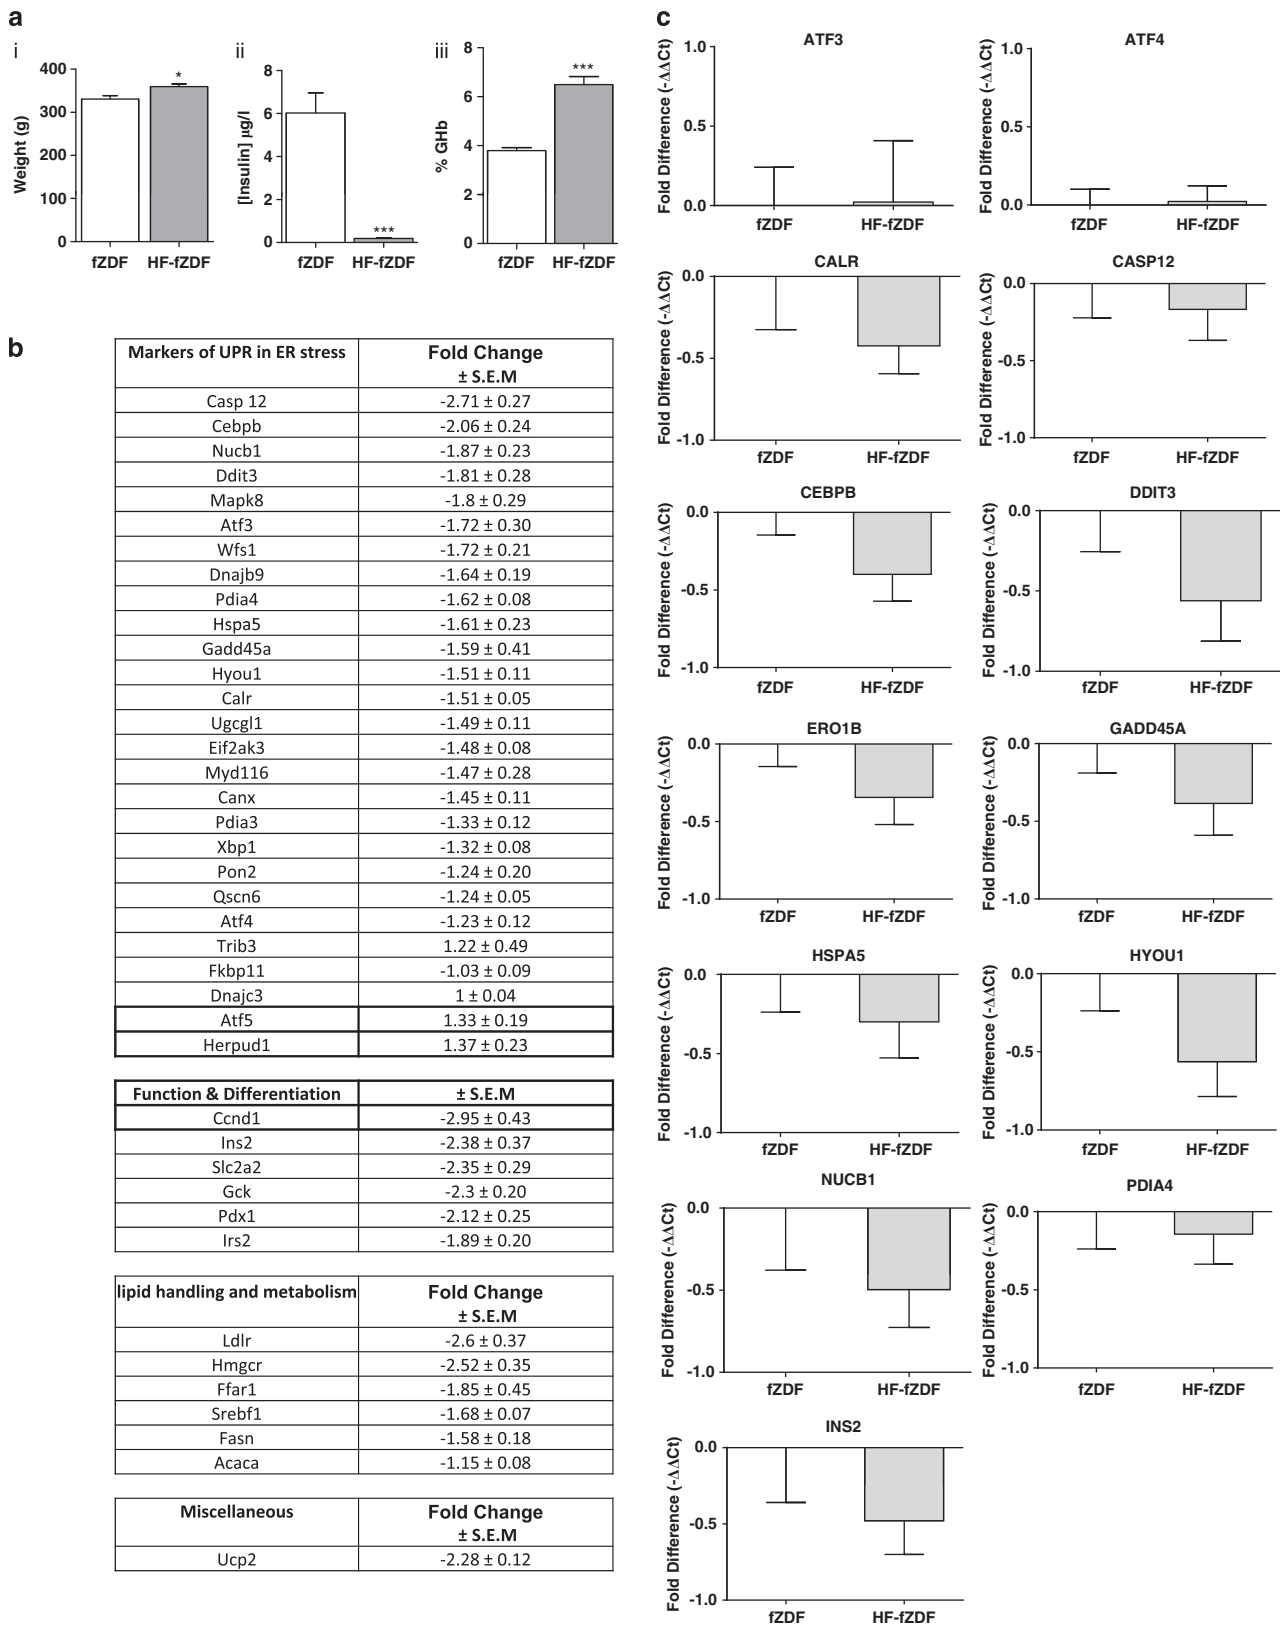 a
i
Weight (g)
400
300
200
100
0
*
fZDF HF-fZDF
ii
[Insulin] µg/l
8
6
4
2
0
***
fZDF HF-fZDF
iii
% GHb
8
6
4
2
0
***
fZDF HF-fZDF
b
Markers of UPR in ER stress Fold Change
± S.E.M
Casp 12 -2.71 ± 0.27
Cebpb -2.06 ± 0.24
Nucb1 -1.87 ± 0.23
Ddit3 -1.81 ± 0.28
Mapk8 -1.8 ± 0.29
Atf3 -1.72 ± 0.30
Wfs1 -1.72 ± 0.21
Dnajb9 -1.64 ± 0.19
Pdia4 -1.62 ± 0.08
Hspa5 -1.61 ± 0.23
Gadd45a -1.59 ± 0.41
Hyou1 -1.51 ± 0.11
Calr -1.51 ± 0.05
Ugcgl1 -1.49 ± 0.11
Eif2ak3 -1.48 ± 0.08
Myd116 -1.47 ± 0.28
Canx -1.45 ± 0.11
Pdia3 -1.33 ± 0.12
Xbp1 -1.32 ± 0.08
Pon2 -1.24 ± 0.20
Qscn6 -1.24 ± 0.05
Atf4 -1.23 ± 0.12
Trib3 1.22 ± 0.49
Fkbp11 -1.03 ± 0.09
Dnajc3 1 ± 0.04
Atf5 1.33 ± 0.19
Herpud1 1.37 ± 0.23
Function & Differentiation ± S.E.M
Ccnd1 -2.95 ± 0.43
Ins2 -2.38 ± 0.37
Slc2a2 -2.35 ± 0.29
Gck -2.3 ± 0.20
Pdx1 -2.12 ± 0.25
Irs2 -1.89 ± 0.20
lipid handling and metabolism Fold Change
± S.E.M
Ldlr -2.6 ± 0.37
Hmgcr -2.52 ± 0.35
Ffar1 -1.85 ± 0.45
Srebf1 -1.68 ± 0.07
Fasn -1.58 ± 0.18
Acaca -1.15 ± 0.08
Miscellaneous Fold Change
± S.E.M
Ucp2 -2.28 ± 0.12
c
ATF3
Fold Difference (-ΔΔCt)
1.0
0.5
0.0
fZDF HF-fZDF
ATF4
Fold Difference (-ΔΔCt)
1.0
0.5
0.0
fZDF HF-fZDF
CALR
Fold Difference (-ΔΔCt)
0.0
-0.5
-1.0
fZDF HF-fZDF
CASP12
Fold Difference (-ΔΔCt)
0.0
-0.5
-1.0
fZDF HF-fZDF
CEBPB
Fold Difference (-ΔΔCt)
0.0
-0.5
-1.0
fZDF HF-fZDF
DDIT3
Fold Difference (-ΔΔCt)
0.0
-0.5
-1.0
fZDF HF-fZDF
ERO1B
Fold Difference (-ΔΔCt)
0.0
-0.5
-1.0
fZDF HF-fZDF
GADD45A
Fold Difference (-ΔΔCt)
0.0
-0.5
-1.0
fZDF HF-fZDF
HSPA5
Fold Difference (-ΔΔCt)
0.0
-0.5
-1.0
fZDF HF-fZDF
HYOU1
Fold Difference (-ΔΔCt)
0.0
-0.5
-1.0
fZDF HF-fZDF
NUCB1
Fold Difference (-ΔΔCt)
0.0
-0.5
-1.0
fZDF HF-fZDF
PDIA4
Fold Difference (-ΔΔCt)
0.0
-0.5
-1.0
fZDF HF-fZDF
INS2
Fold Difference (-ΔΔCt)
0.0
-0.5
-1.0
fZDF HF-fZDF